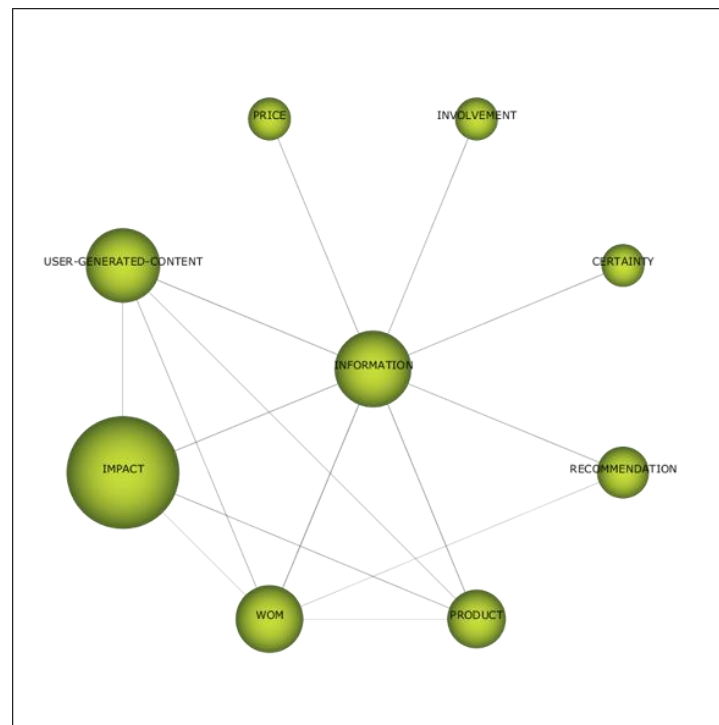 PRICE
INVOLVEMENT
USER-GENERATED-CONTENT
CERTAINTY
INFORMATION
IMPACT
RECOMMENDATION
WOM
PRODUCT